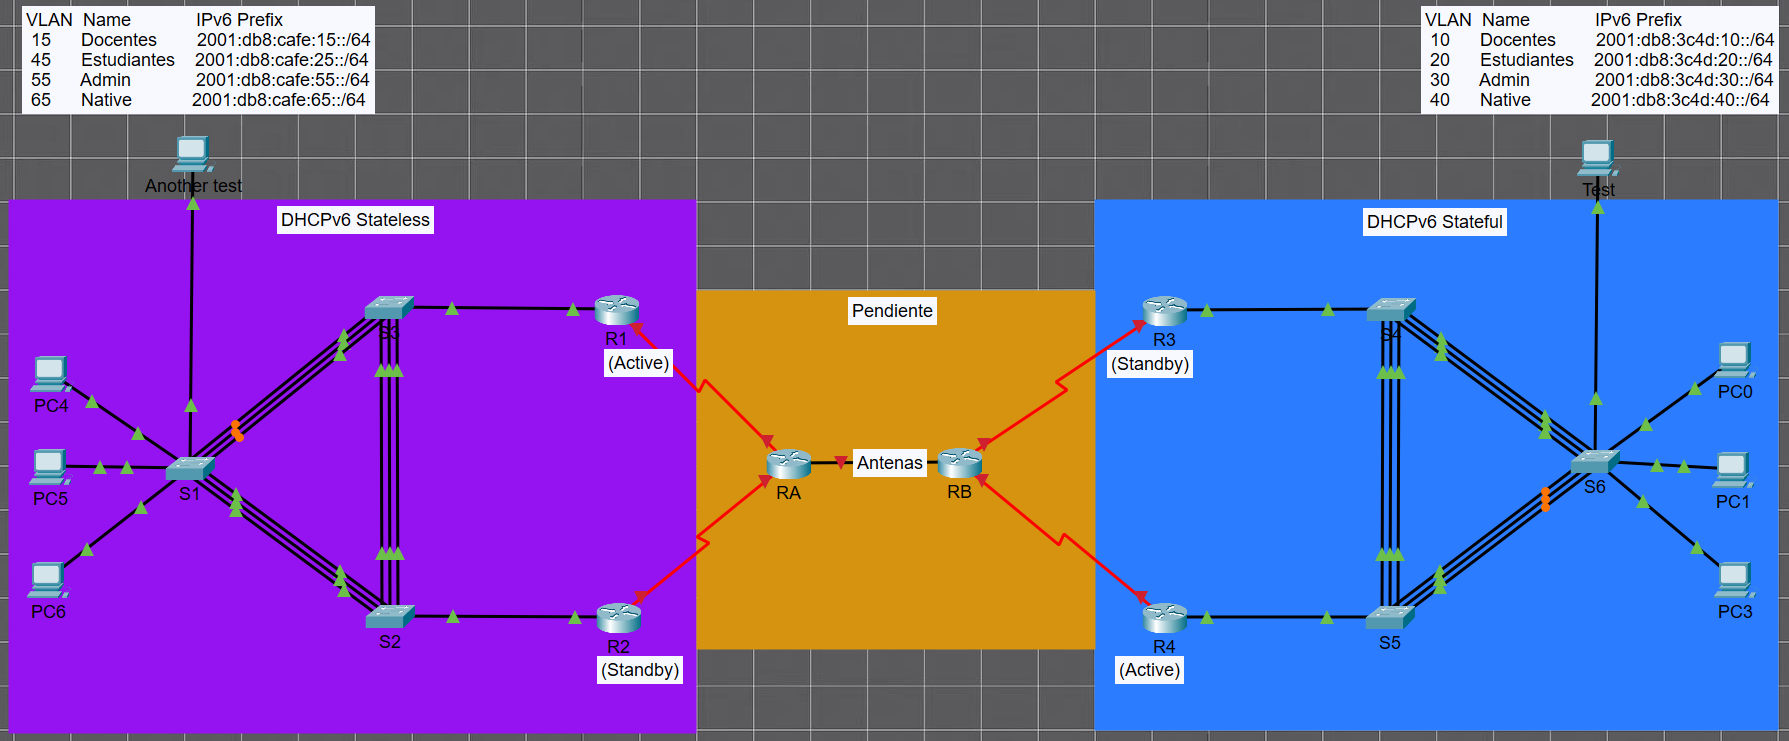 VLAN Name IPv6 Prefix
15 Docentes 2001:db8:cafe:15::/64
45 Estudiantes 2001:db8:cafe:25::/64
55 Admin 2001:db8:cafe:55::/64
65 Native 2001:db8:cafe:65::/64
VLAN Name IPv6 Prefix
10 Docentes 2001:db8:3c4d:10::/64
20 Estudiantes 2001:db8:3c4d:20::/64
30 Admin 2001:db8:3c4d:30::/64
40 Native 2001:db8:3c4d:40::/64
Another test
Test
DHCPv6 Stateless
DHCPv6 Stateful
Pendiente
S3
R1
(Active)
R3
(Standby)
S4
PC4
PC0
PC5
S1
RA
Antenas
RB
S6
PC1
PC6
S2
R2
(Standby)
R4
(Active)
S5
PC3